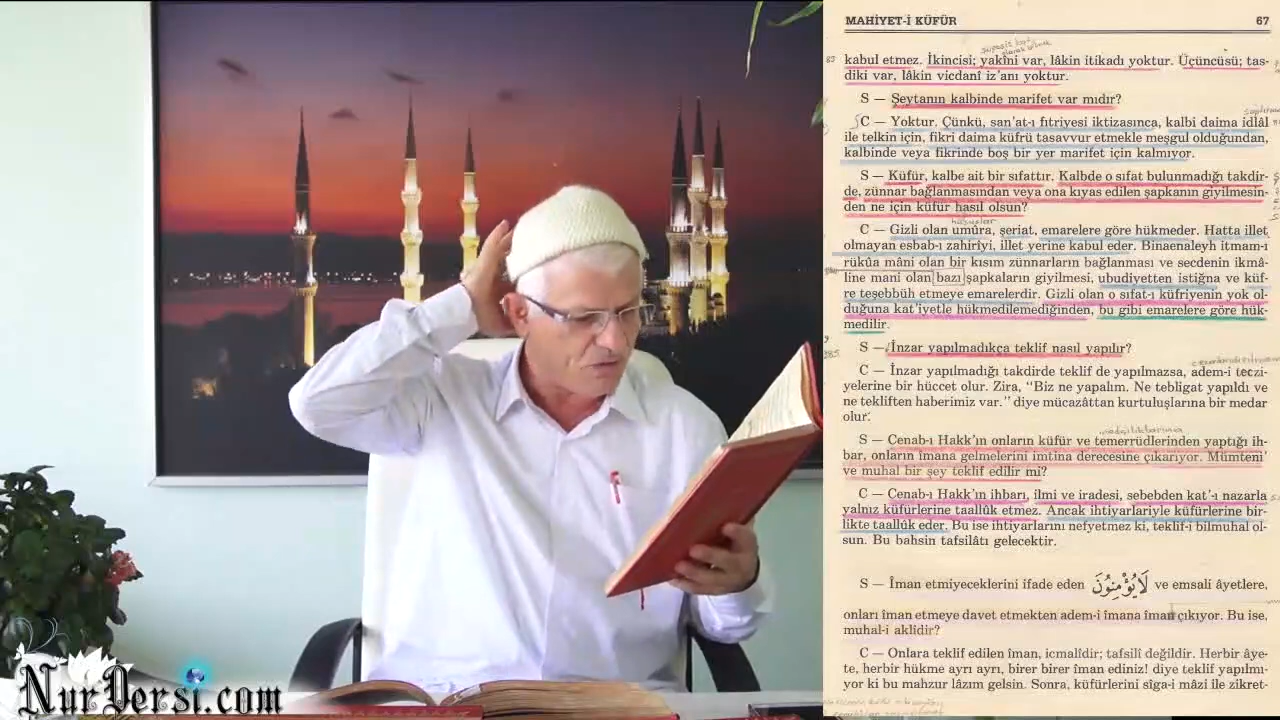 MAHİYET-İ KÜFÜR 67
kabul etmez. İkincisi; yakîni var, lâkin itikadı yoktur. Üçüncüsü; tas-
diki var, lâkin vicdanî iz'anı yoktur.
S — Şeytanın kalbinde marifet var mıdır?
C — Yoktur. Çünkü, san'at-ı fıtriyesi iktizasınca, kalbi daima idlâl
ile telkin için, fikri daima küfrü tasavvur etmekle meşgul olduğundan,
kalbinde veya fikrinde boş bir yer marifet için kalmıyor.
S — Küfür, kalbe ait bir sıfattır. Kalbde o sıfat bulunmadığı takdir-
de, zünnar bağlanmasından veya ona kıyas edilen şapkanın giyilmesin-
den ne için küfür hasıl olsun?
C — Gizli olan umûra, şeriat, emarelere göre hükmeder. Hatta illet
olmayan esbab-ı zahirîyi, illet yerine kabul eder. Binaenaleyh itmam-ı
rükûa mâni olan bir kısım zünnarların bağlanması ve secdenin ikmâ-
line mani olan bazı şapkaların giyilmesi, ubudiyetten istiğna ve küf-
re teşebbüh etmeye emarelerdir. Gizli olan o sıfat-ı küfriyenin yok ol-
duğuna kat'iyetle hükmedilemediğinden, bu gibi emarelere göre hük-
medilir.
S — İnzar yapılmadıkça teklif nasıl yapılır?
C — İnzar yapılmadığı takdirde teklif de yapılmazsa, adem-i teczi-
yelerine bir hüccet olur. Zira, "Biz ne yapalım. Ne tebligat yapıldı ve
ne tekliften haberimiz var." diye mücazâttan kurtuluşlarına bir medar
olur.
S — Cenab-ı Hakk'ın onların küfür ve temerrüdlerinden yaptığı ih-
bar, onların îmana gelmelerini imtina derecesine çıkarıyor. Mümteni'
ve muhal bir şey teklif edilir mi?
C — Cenab-ı Hakk'ın ihbarı, ilmi ve iradesi, sebebden kat'-ı nazarla
yalnız küfürlerine taallûk etmez. Ancak ihtiyarlariyle küfürlerine bir-
likte taallûk eder. Bu ise ihtiyarlarını nefyetmez ki, teklif-i bilmuhal ol-
sun. Bu bahsin tafsilâtı gelecektir.
S — Îman etmiyeceklerini ifade eden لَايُؤْمِنُونَ ve emsali âyetlere,
onları îman etmeye davet etmekten adem-i îmana îman çıkıyor. Bu ise,
muhal-i aklîdir?
C — Onlara teklif edilen îman, icmalîdir; tafsilî değildir. Herbir âye-
te, herbir hükme ayrı ayrı, birer birer îman ediniz! diye teklif yapılmı-
yor ki bu mahzur lâzım gelsin. Sonra, küfürlerini sîga-i mâzi ile zikret-
NurDersi.com